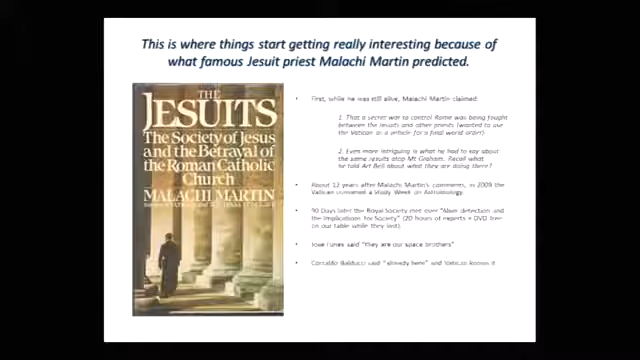 This is where things start getting really interesting because of
what famous Jesuit priest Malachi Martin predicted.
THE
JESUITS
The Society of Jesus
and the Betrayal of
the Roman Catholic
Church
MALACHI MARTIN
• First, while he was still alive, Malachi Martin claimed:
1. That a secret war to control Rome was being fought
between the Jesuits and other priests (wanted to use
the Vatican as a vehicle for a final world order)
2. Even more intriguing is what he had to say about
the same Jesuits atop Mt Graham. Recall what
he told Art Bell about what they are doing there?
• About 12 years after Malachi Martin's comments, in 2009 the
Vatican convened a Study Week on Astrobiology.
• 90 Days later the Royal Society met over "Alien detection and
the Implications for Society" (20 hours of experts + DVD free
on our table while they last).
• Jose Funes said "they are our space brothers"
• Corrado Balducci said "already here" and Vatican knows it